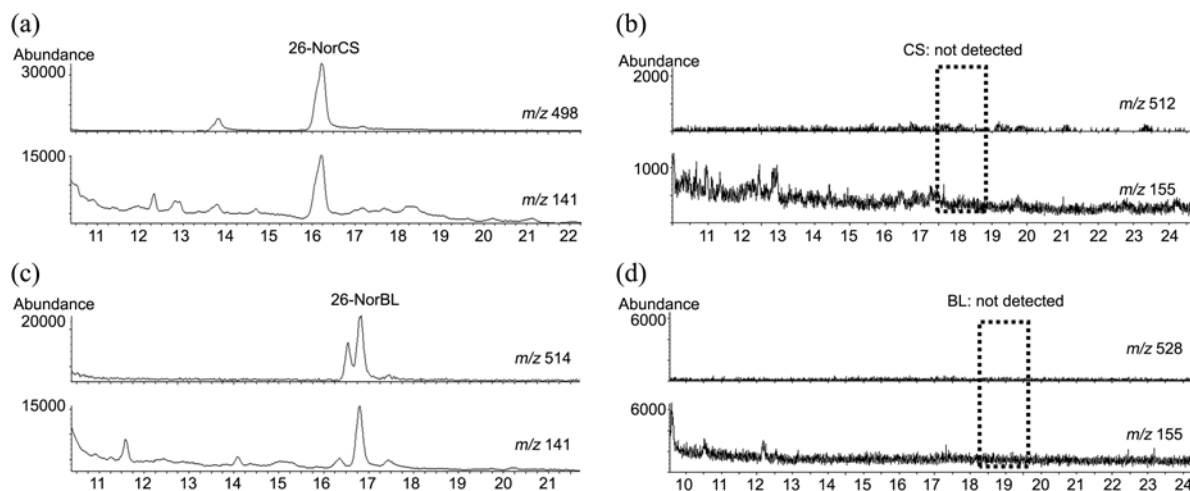 (a)
26-NorCS
Abundance
30000
m/z 498
15000
m/z 141
11 12 13 14 15 16 17 18 19 20 21 22
(b)
CS: not detected
Abundance
2000
m/z 512
1000
m/z 155
11 12 13 14 15 16 17 18 19 20 21 22 23 24
(c)
26-NorBL
Abundance
20000
m/z 514
15000
m/z 141
11 12 13 14 15 16 17 18 19 20 21
(d)
BL: not detected
Abundance
6000
m/z 528
6000
m/z 155
10 11 12 13 14 15 16 17 18 19 20 21 22 23 24